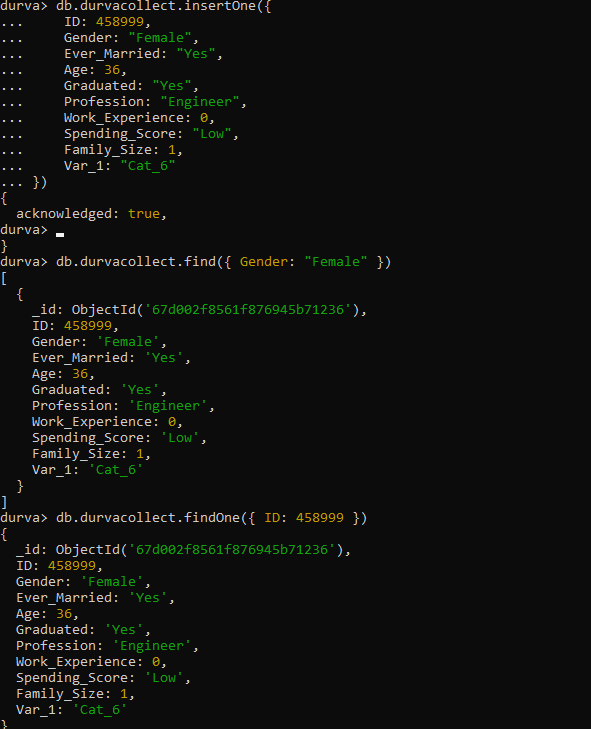 durva> db.durvacollect.insertOne({
...     ID: 458999,
...     Gender: "Female",
...     Ever_Married: "Yes",
...     Age: 36,
...     Graduated: "Yes",
...     Profession: "Engineer",
...     Work_Experience: 0,
...     Spending_Score: "Low",
...     Family_Size: 1,
...     Var_1: "Cat_6"
... })
{
  acknowledged: true,
durva>
}
durva> db.durvacollect.find({ Gender: "Female" })
[
  {
    _id: ObjectId('67d002f8561f876945b71236'),
    ID: 458999,
    Gender: 'Female',
    Ever_Married: 'Yes',
    Age: 36,
    Graduated: 'Yes',
    Profession: 'Engineer',
    Work_Experience: 0,
    Spending_Score: 'Low',
    Family_Size: 1,
    Var_1: 'Cat_6'
  }
]
durva> db.durvacollect.findOne({ ID: 458999 })
{
  _id: ObjectId('67d002f8561f876945b71236'),
  ID: 458999,
  Gender: 'Female',
  Ever_Married: 'Yes',
  Age: 36,
  Graduated: 'Yes',
  Profession: 'Engineer',
  Work_Experience: 0,
  Spending_Score: 'Low',
  Family_Size: 1,
  Var_1: 'Cat_6'
}